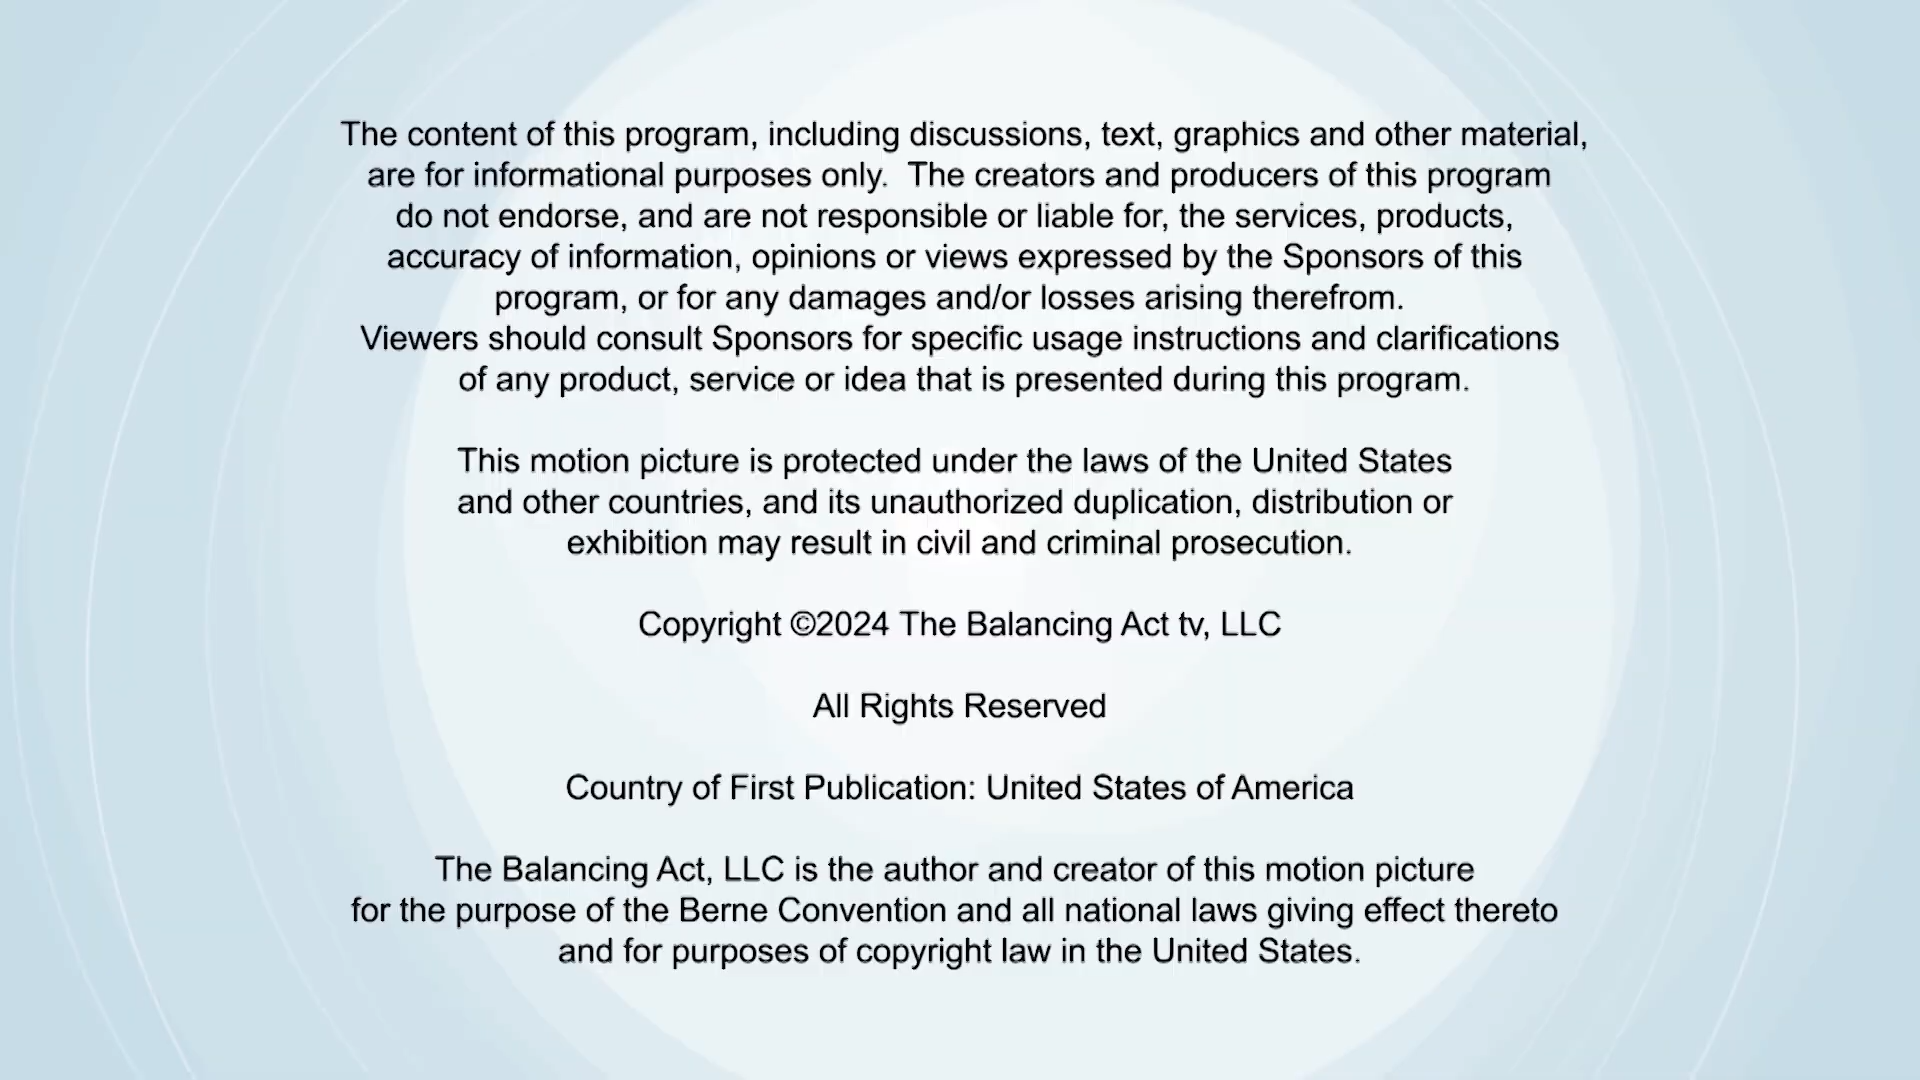 The content of this program, including discussions, text, graphics and other material,
are for informational purposes only.  The creators and producers of this program
do not endorse, and are not responsible or liable for, the services, products,
accuracy of information, opinions or views expressed by the Sponsors of this
program, or for any damages and/or losses arising therefrom.
Viewers should consult Sponsors for specific usage instructions and clarifications
of any product, service or idea that is presented during this program.
This motion picture is protected under the laws of the United States
and other countries, and its unauthorized duplication, distribution or
exhibition may result in civil and criminal prosecution.
Copyright ©2024 The Balancing Act tv, LLC
All Rights Reserved
Country of First Publication: United States of America
The Balancing Act, LLC is the author and creator of this motion picture
for the purpose of the Berne Convention and all national laws giving effect thereto
and for purposes of copyright law in the United States.